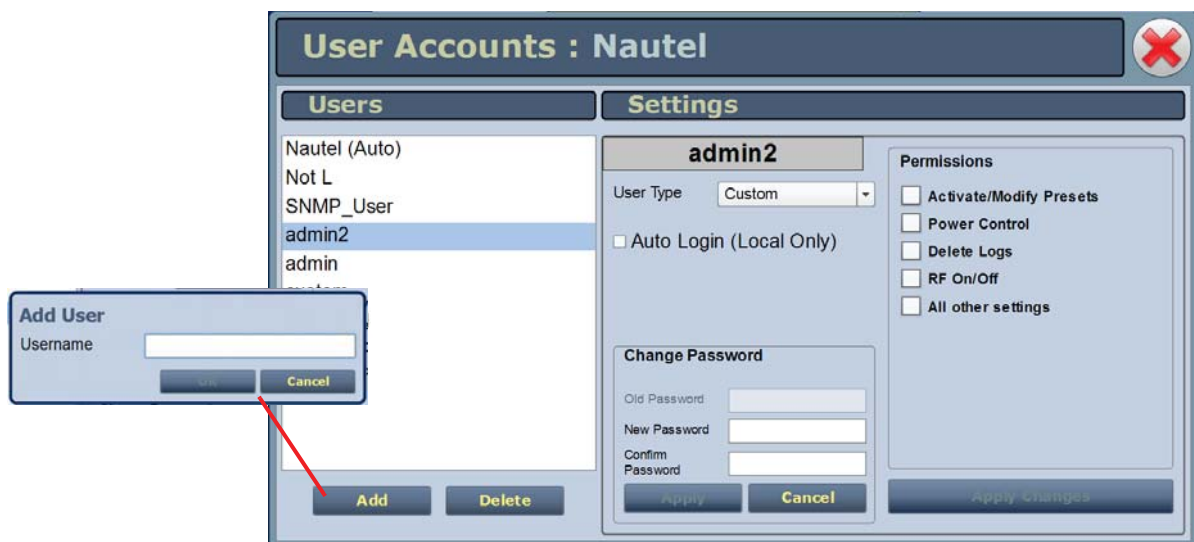 User Accounts : Nautel
Users
Settings
Nautel (Auto)
Not L
SNMP_User
admin2
admin
Add User
Username
OK
Cancel
Add
Delete
admin2
User Type
Custom
Auto Login (Local Only)
Change Password
Old Password
New Password
Confirm
Password
Apply
Cancel
Permissions
Activate/Modify Presets
Power Control
Delete Logs
RF On/Off
All other settings
Apply Changes